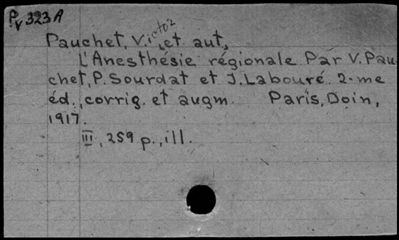 Pv 323A
Pauchet, Victor et aut,
L'Anesthésie régionale Par V. Pau
chet, P. Sourdat et J. Labouré. 2-me
éd., corrig. et augm. Paris, Doin,
1917.
III, 259 p., ill.